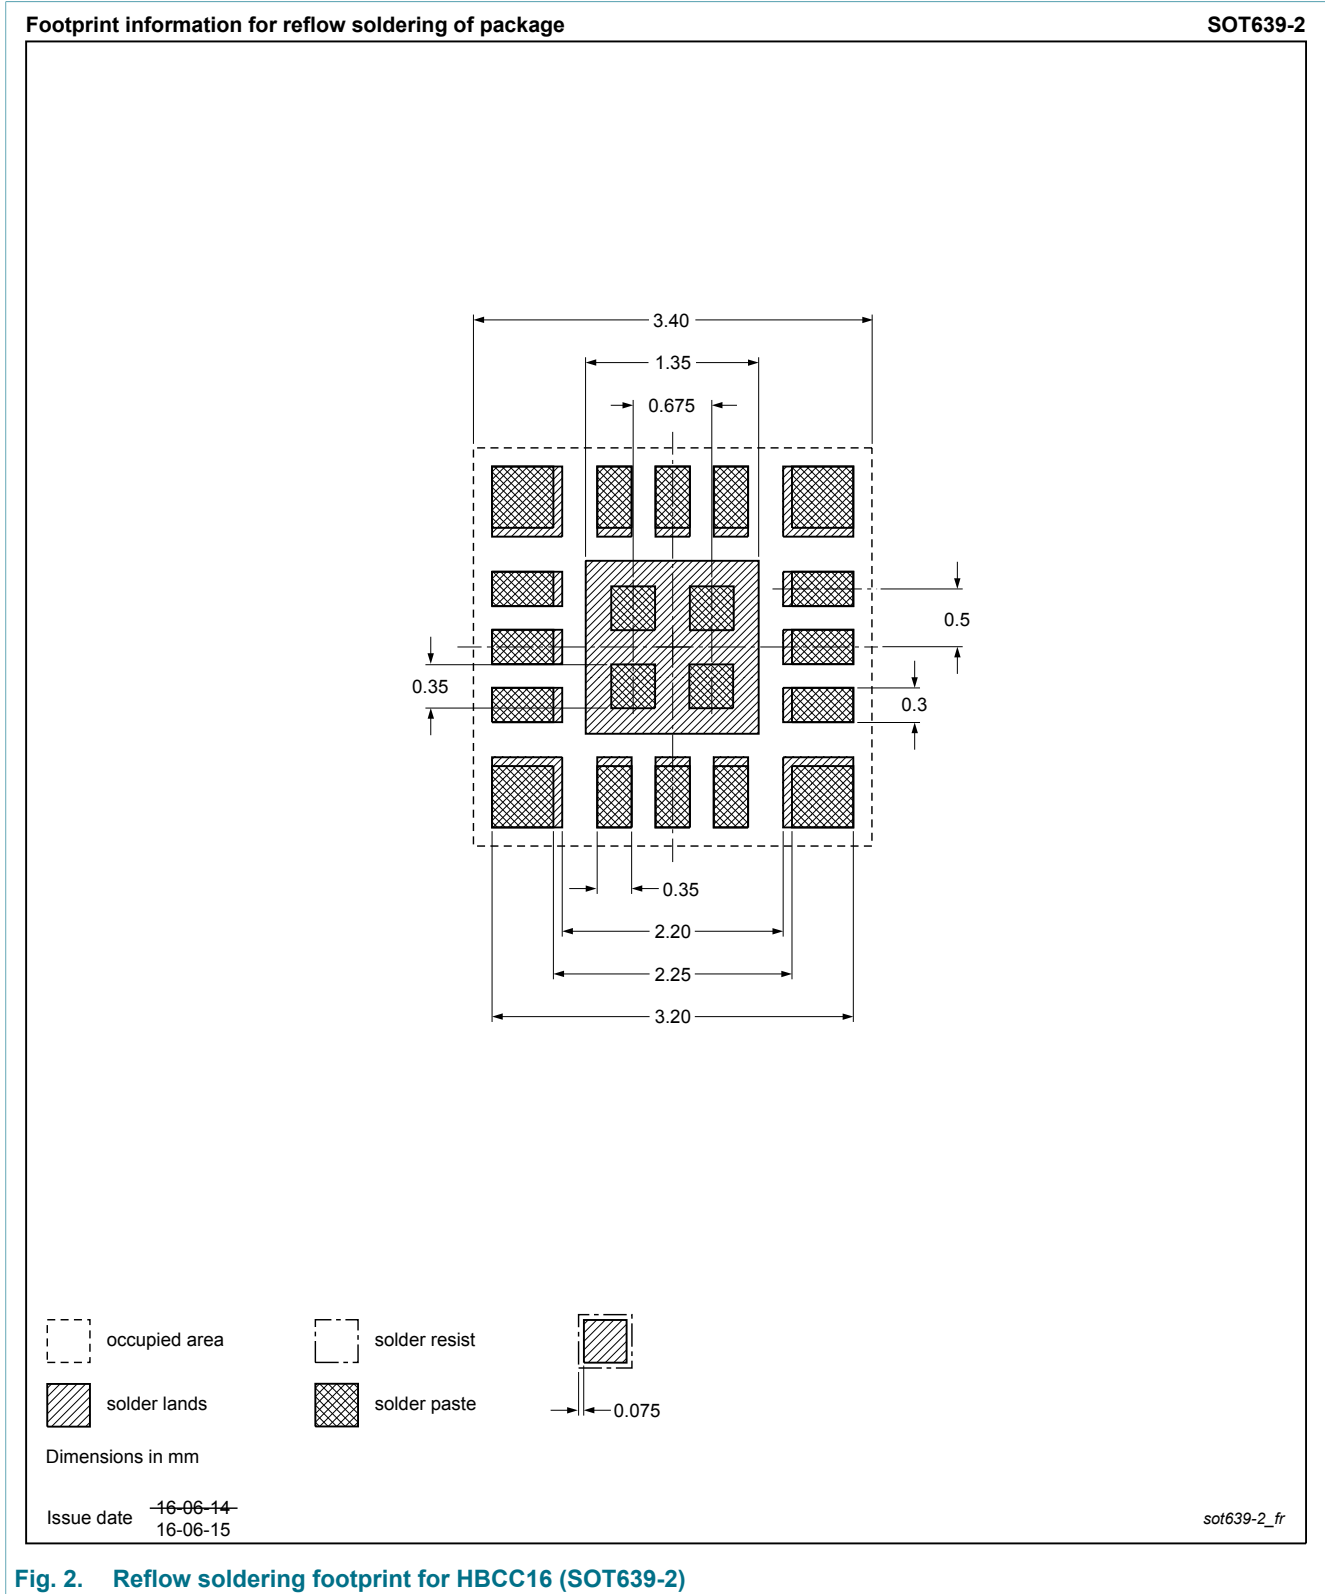 Footprint information for reflow soldering of package SOT639-2
3.40
1.35
0.675
0.5
0.35
0.3
0.35
2.20
2.25
3.20
occupied area
solder resist
solder lands
solder paste
0.075
Dimensions in mm
Issue date
16-06-14
16-06-15
sot639-2_fr
Fig. 2. Reflow soldering footprint for HBCC16 (SOT639-2)